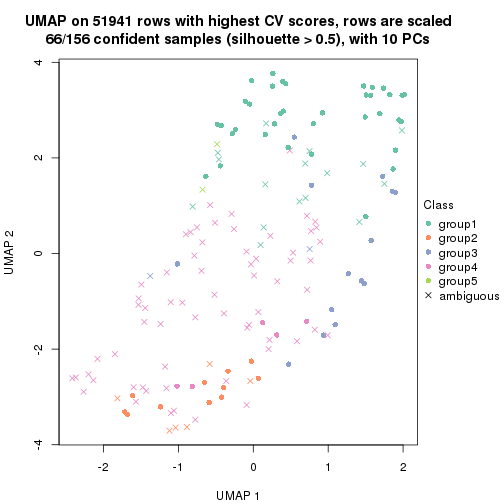 UMAP on 51941 rows with highest CV scores, rows are scaled
66/156 confident samples (silhouette > 0.5), with 10 PCs
4
2
0
-2
-4
UMAP 2
-2
-1
0
1
2
UMAP 1
Class
group1
group2
group3
group4
group5
ambiguous